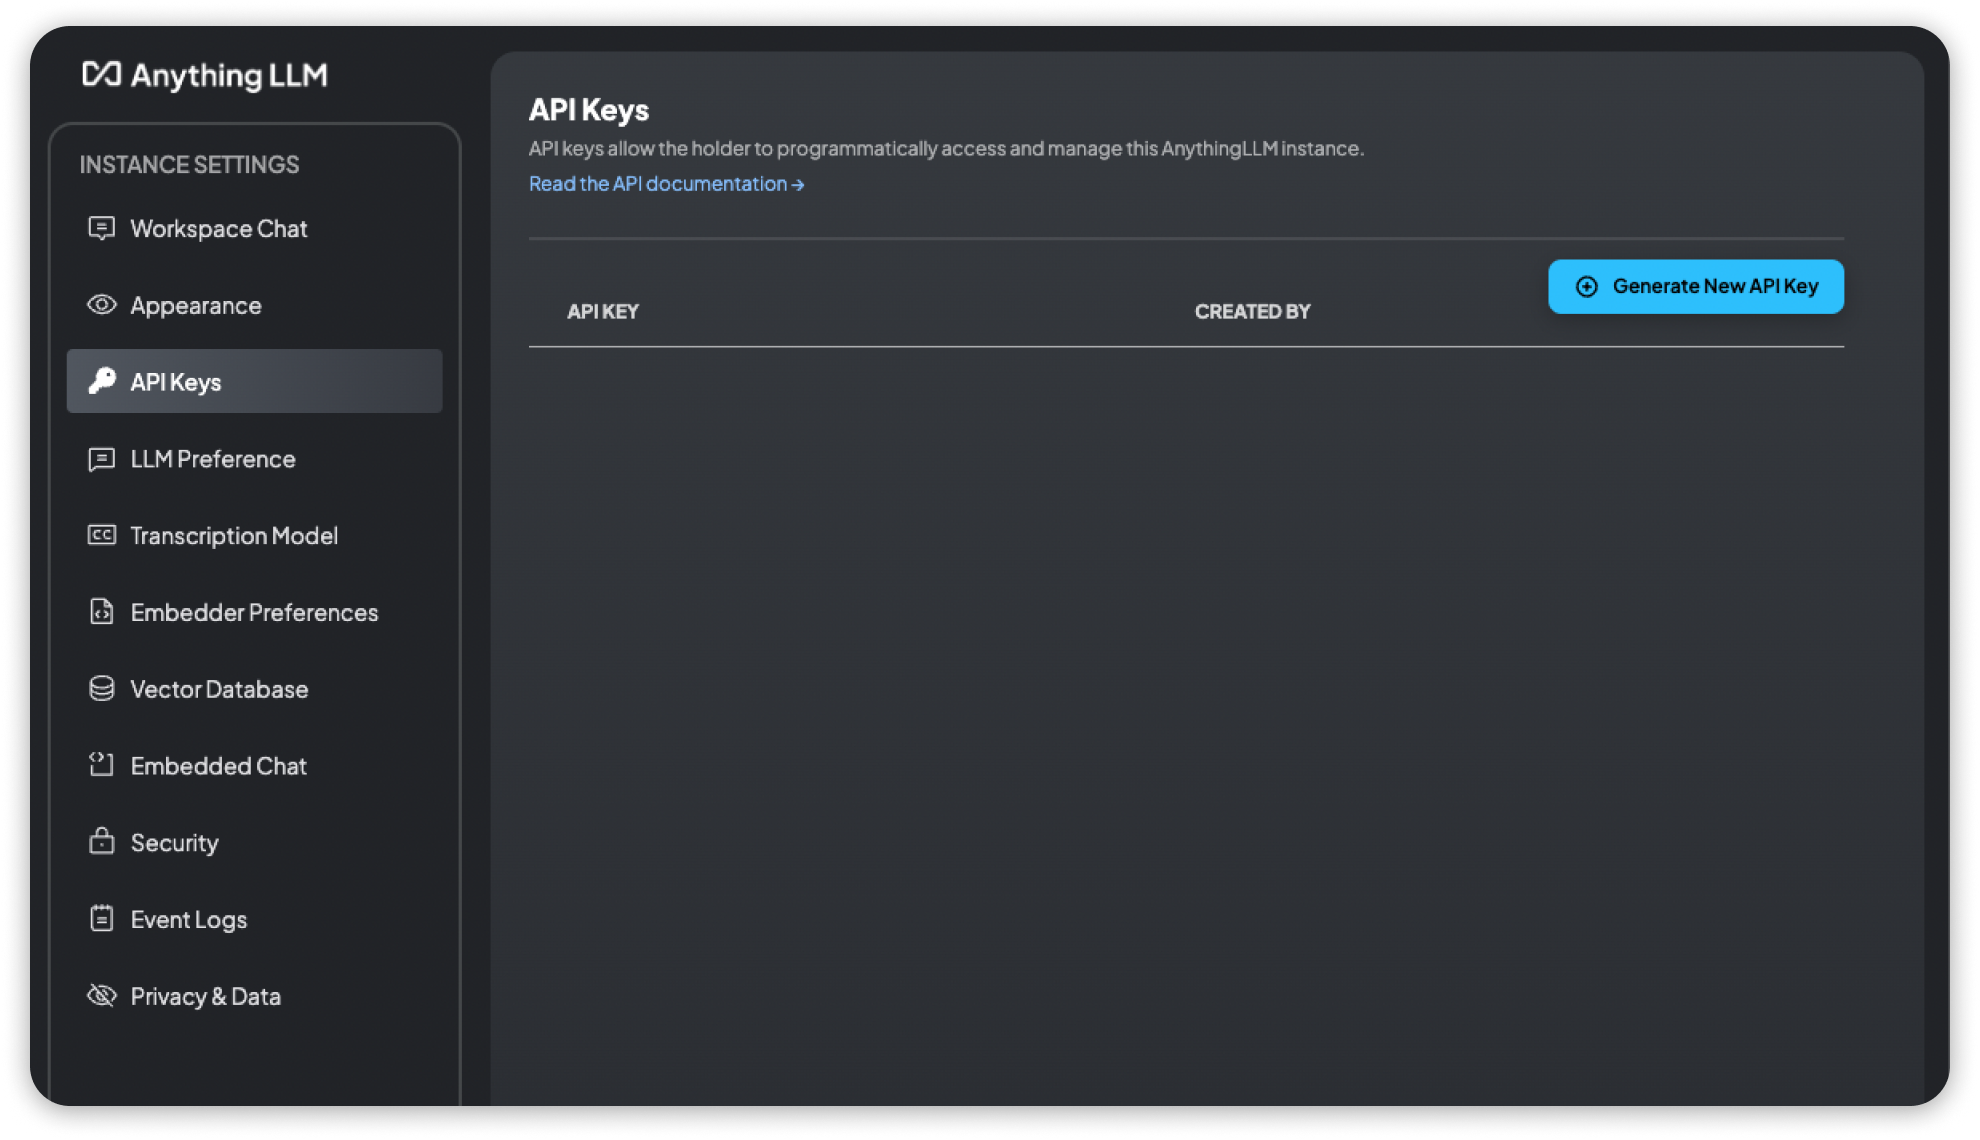 Anything LLM
INSTANCE SETTINGS
Workspace Chat
Appearance
API Keys
LLM Preference
CC Transcription Model
Embedder Preferences
Vector Database
Embedded Chat
Security
Event Logs
Privacy & Data
API Keys
API keys allow the holder to programmatically access and manage this AnythingLLM instance.
Read the API documentation →
Generate New API Key
API KEY CREATED BY